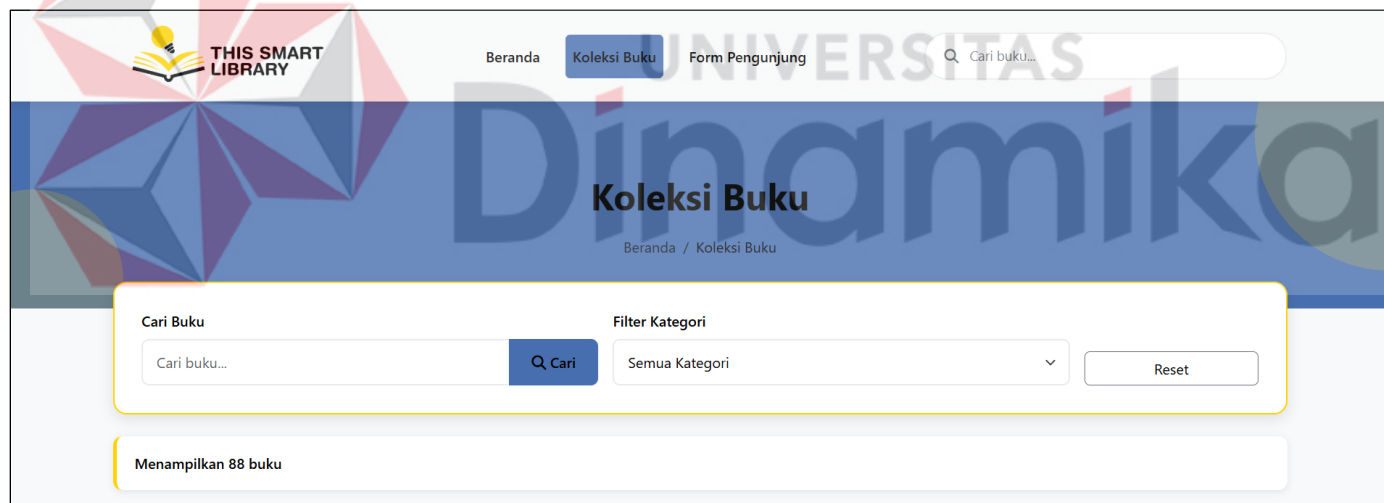 THIS SMART
LIBRARY
Beranda
Koleksi Buku
Form Pengunjung
Cari buku...
UNIVERSITAS
Dinamika
Koleksi Buku
Beranda / Koleksi Buku
Cari Buku
Filter Kategori
Cari buku...
Cari
Semua Kategori
Reset
Menampilkan 88 buku